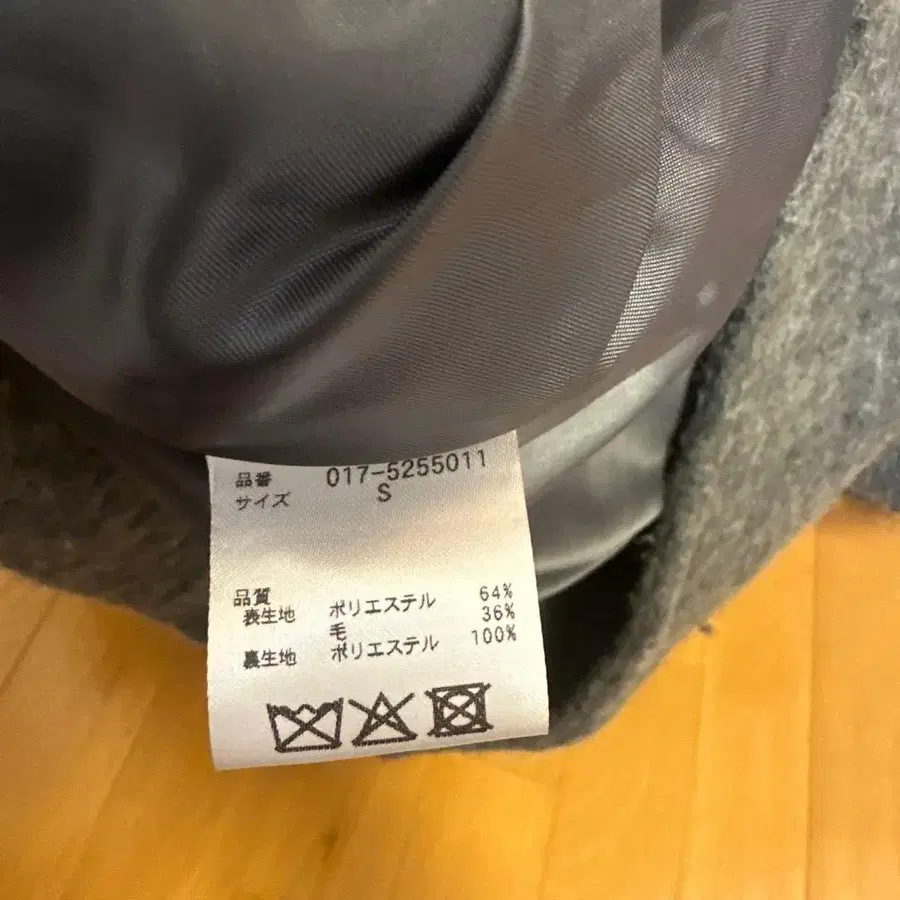 品番 017-5255011
サイズ S
品質
表生地 ポリエステル 64%
毛 36%
裏生地 ポリエステル 100%